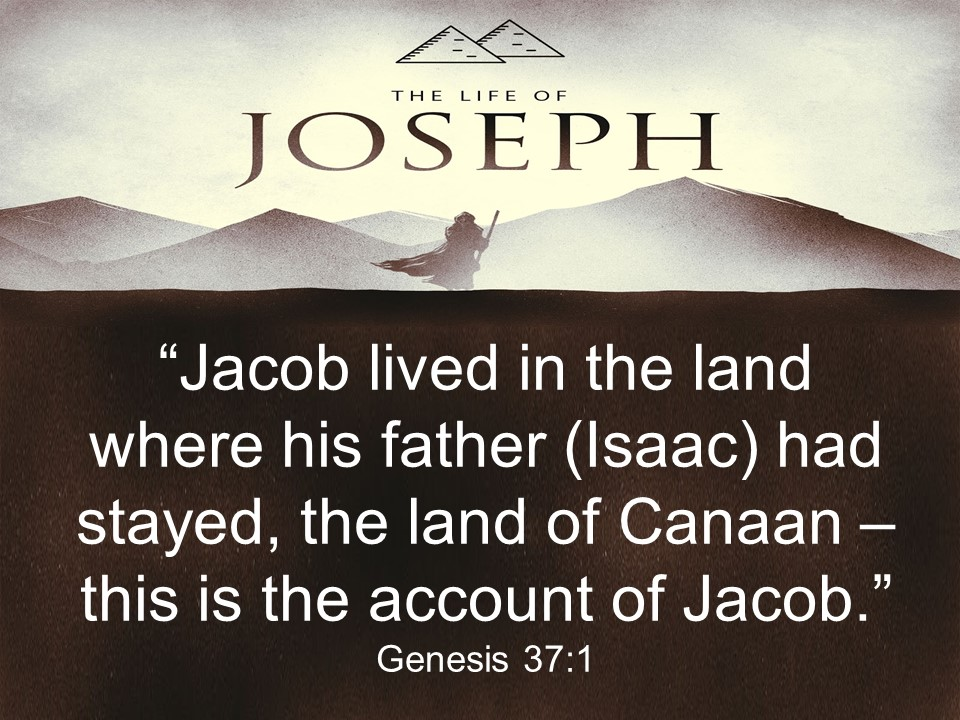 THE LIFE OF
JOSEPH
“Jacob lived in the land
where his father (Isaac) had
stayed, the land of Canaan –
this is the account of Jacob.”
Genesis 37:1